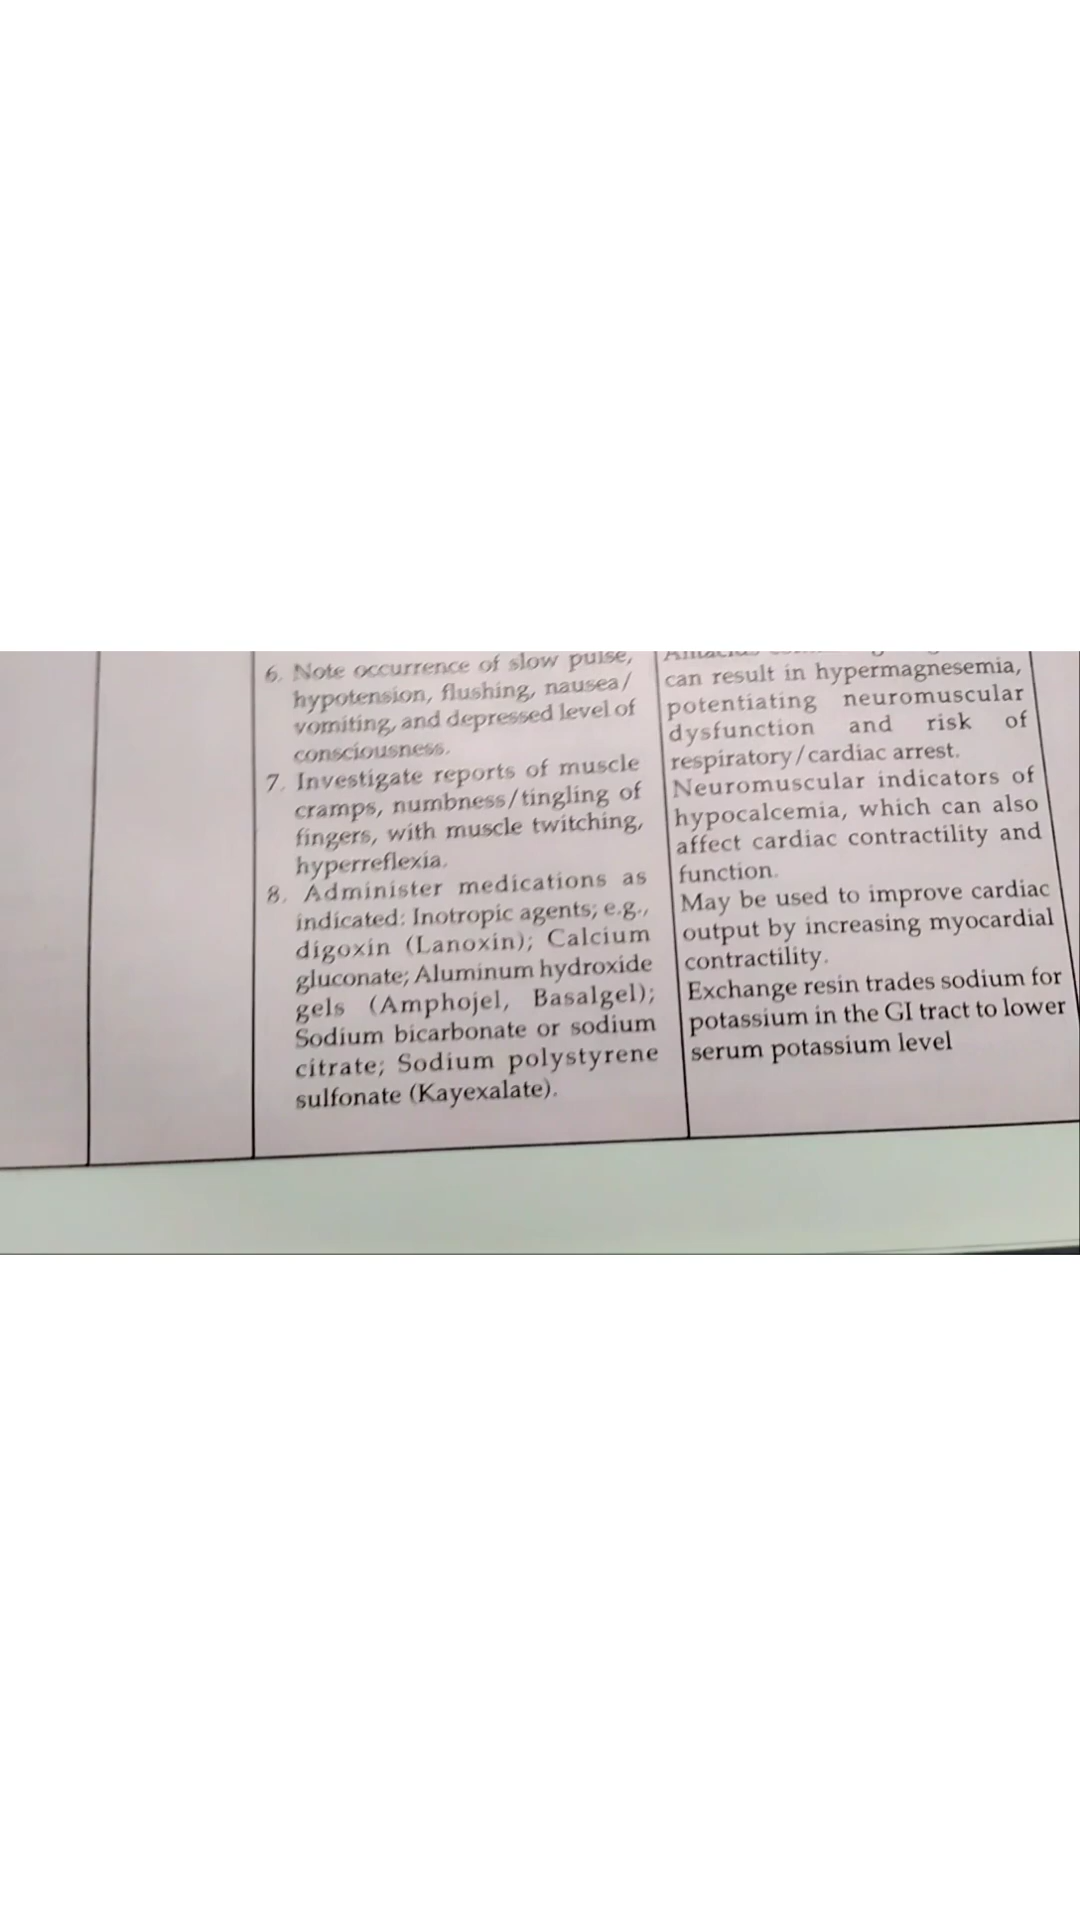 6. Note occurrence of slow pulse,
hypotension, flushing, nausea/
vomiting, and depressed level of
consciousness.
7. Investigate reports of muscle
cramps, numbness/tingling of
fingers, with muscle twitching,
hyperreflexia.
8. Administer medications as
indicated: Inotropic agents; e.g.,
digoxin (Lanoxin); Calcium
gluconate; Aluminum hydroxide
gels (Amphojel, Basalgel);
Sodium bicarbonate or sodium
citrate; Sodium polystyrene
sulfonate (Kayexalate).
can result in hypermagnesemia,
potentiating neuromuscular
dysfunction and risk of
respiratory/cardiac arrest.
Neuromuscular indicators of
hypocalcemia, which can also
affect cardiac contractility and
function.
May be used to improve cardiac
output by increasing myocardial
contractility.
Exchange resin trades sodium for
potassium in the GI tract to lower
serum potassium level